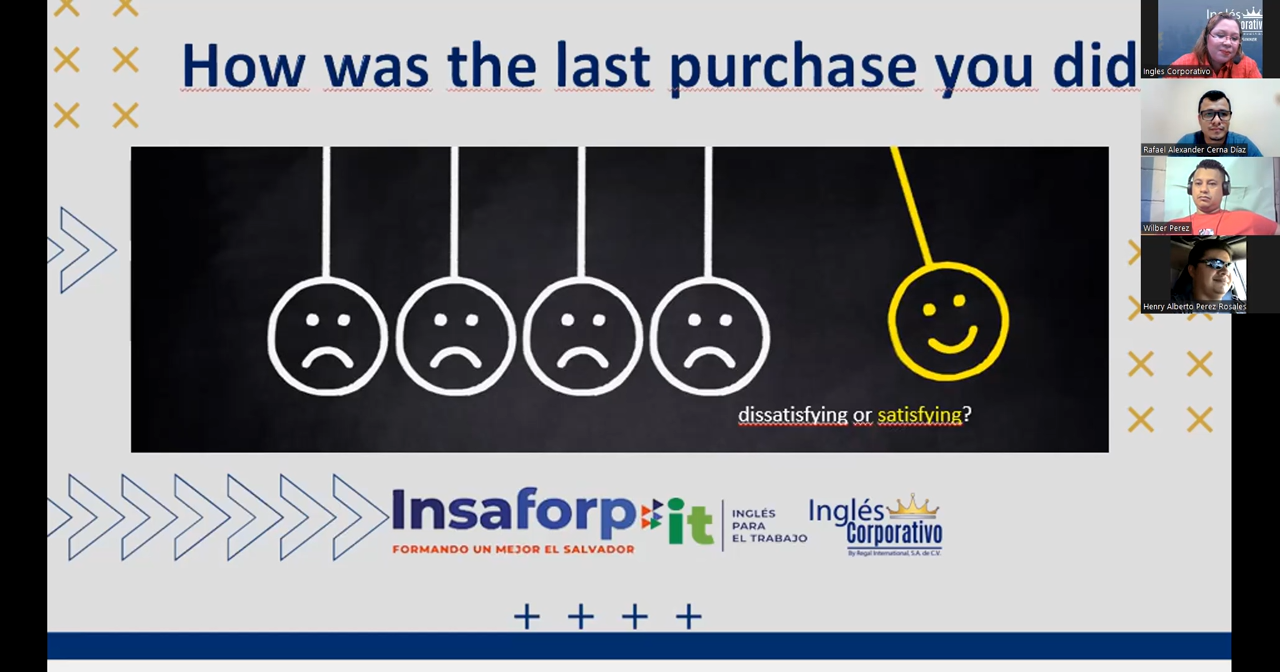 How was the last purchase you did
dissatisfying or satisfying?
Insaforp
FORMANDO UN MEJOR EL SALVADOR
it
INGLÉS
PARA
EL TRABAJO
Inglés
Corporativo
By Regal International, S.A. de C.V.
Ingles Corporativo
Rafael Alexander Cerna Díaz
Wilber Perez
Henry Alberto Perez Rosales